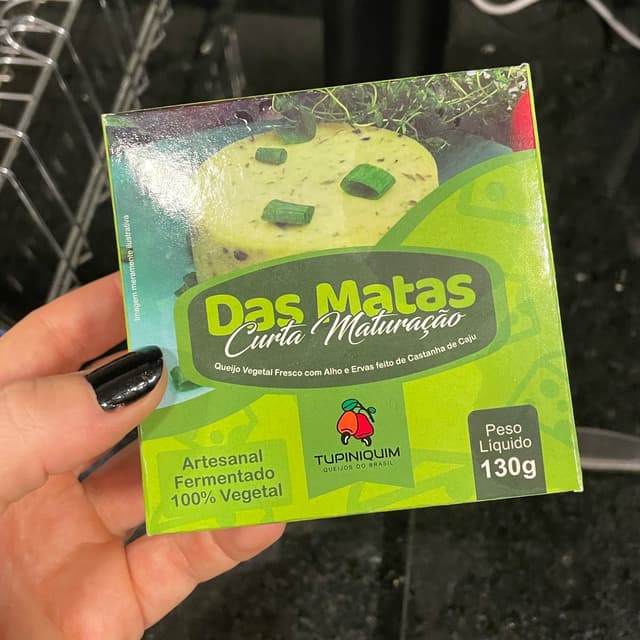 Imagem meramente ilustrativa
Das Matas
Curta Maturação
Queijo Vegetal Fresco com Alho e Ervas feito de Castanha de Caju
TUPINIQUIM
QUEIJOS DO BRASIL
Artesanal
Fermentado
100% Vegetal
Peso
Líquido
130g